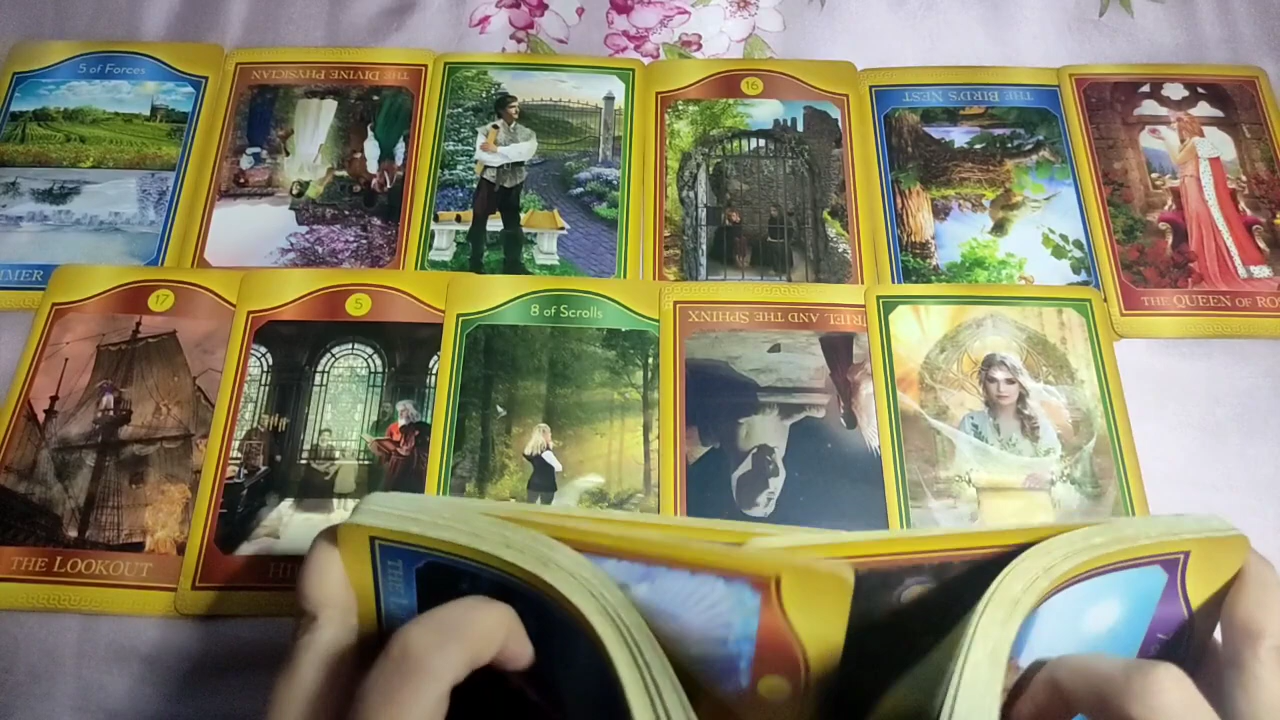 5 of Forces
THE DIVINE PHYSICIAN
16
THE BIRD'S NEST
MMER
THE QUEEN OF RO
17
5
8 of Scrolls
RIEL AND THE SPHINX
THE LOOKOUT
THE